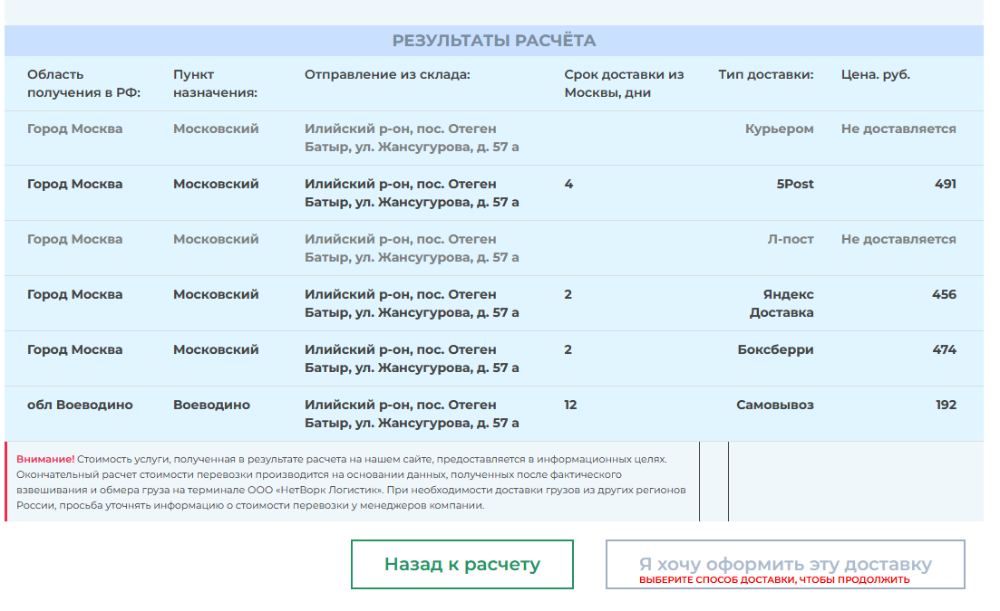 РЕЗУЛЬТАТЫ РАСЧЁТА
Область получения в РФ: Пункт назначения: Отправление из склада: Срок доставки из Москвы, дни Тип доставки: Цена. руб.
Город Москва Московский Илийский р-он, пос. Отеген Курьером Не доставляется
Батыр, ул. Жансугурова, д. 57 а
Город Москва Московский Илийский р-он, пос. Отеген 4 5Post 491
Батыр, ул. Жансугурова, д. 57 а
Город Москва Московский Илийский р-он, пос. Отеген Л-пост Не доставляется
Батыр, ул. Жансугурова, д. 57 а
Город Москва Московский Илийский р-он, пос. Отеген 2 Яндекс 456
Батыр, ул. Жансугурова, д. 57 а Доставка
Город Москва Московский Илийский р-он, пос. Отеген 2 Боксберри 474
Батыр, ул. Жансугурова, д. 57 а
обл Воеводино Воеводино Илийский р-он, пос. Отеген 12 Самовывоз 192
Батыр, ул. Жансугурова, д. 57 а
Внимание! Стоимость услуги, полученная в результате расчета на нашем сайте, предоставляется в информационных целях.
Окончательный расчет стоимости перевозки производится на основании данных, полученных после фактического
взвешивания и обмера груза на терминале ООО «НетВорк Логистик». При необходимости доставки грузов из других регионов
России, просьба уточнять информацию о стоимости перевозки у менеджеров компании.
Назад к расчету
Я хочу оформить эту доставку
ВЫБЕРИТЕ СПОСОБ ДОСТАВКИ, ЧТОБЫ ПРОДОЛЖИТЬ